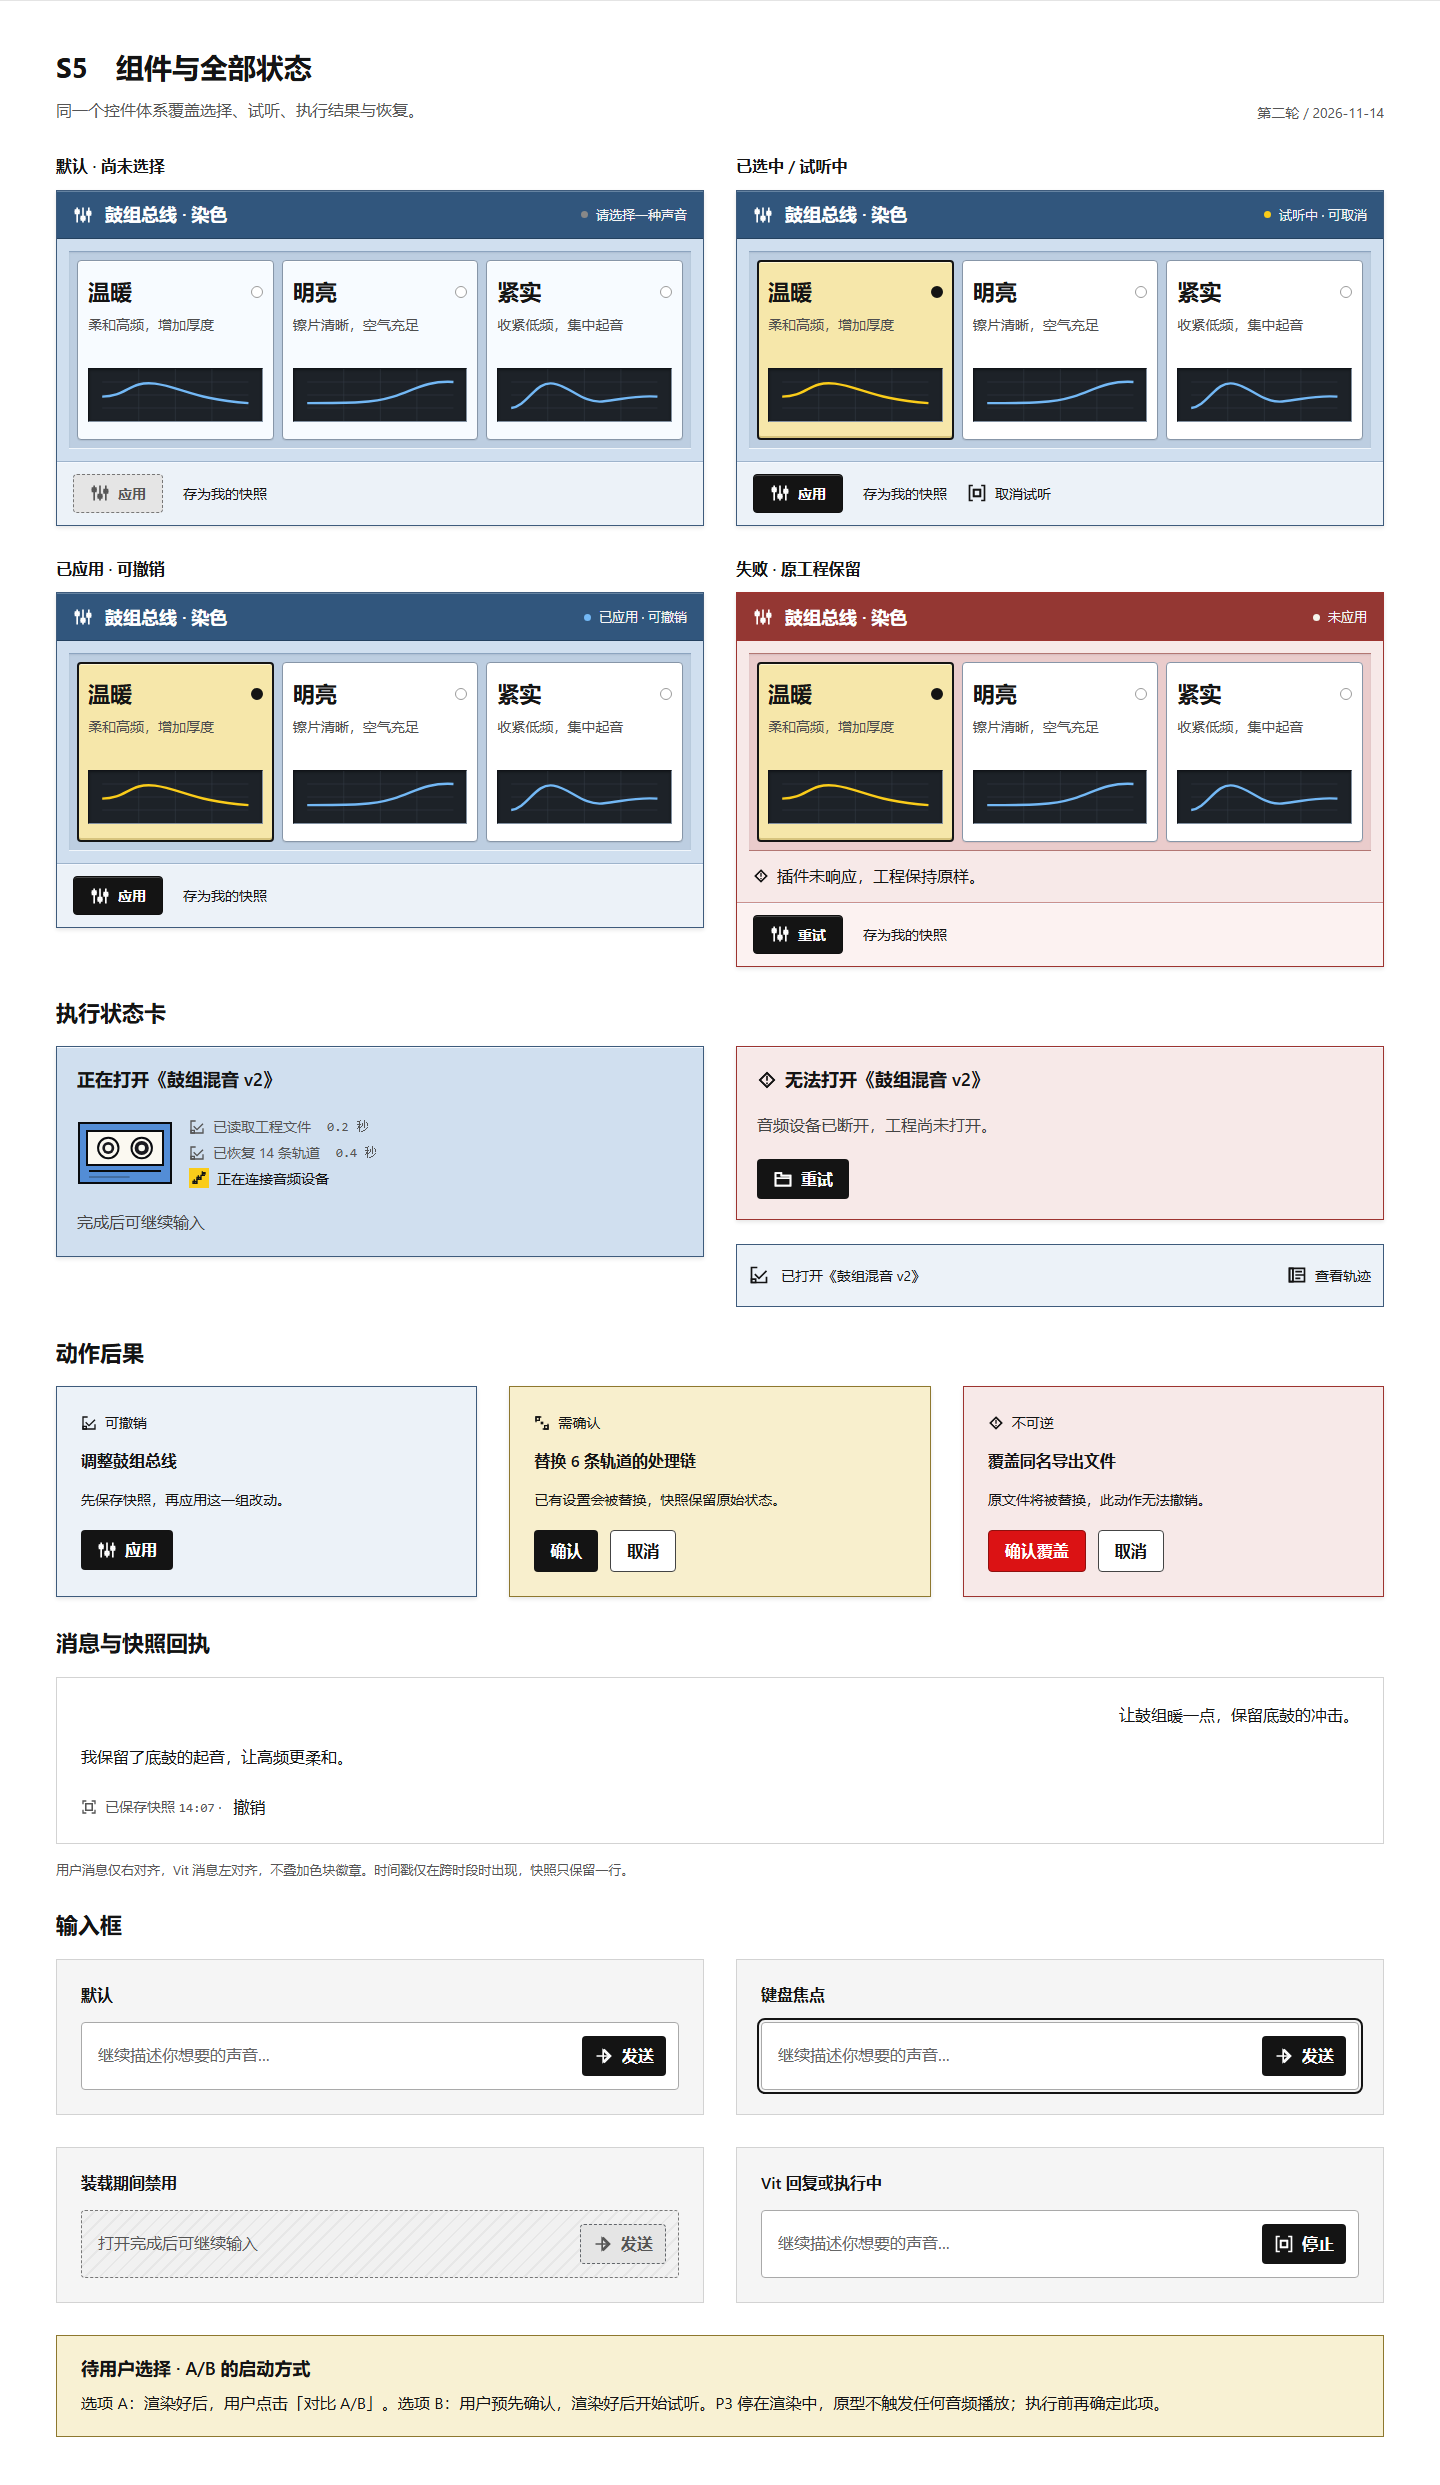 S5 组件与全部状态
同一个控件体系覆盖选择、试听、执行结果与恢复。
第二轮 / 2026-11-14
默认 · 尚未选择
鼓组总线 · 染色
请选择一种声音
温暖
柔和高频，增加厚度
明亮
镲片清晰，空气充足
紧实
收紧低频，集中起音
应用
存为我的快照
已选中 / 试听中
鼓组总线 · 染色
试听中 · 可取消
温暖
柔和高频，增加厚度
明亮
镲片清晰，空气充足
紧实
收紧低频，集中起音
应用
存为我的快照
取消试听
已应用 · 可撤销
鼓组总线 · 染色
已应用 · 可撤销
温暖
柔和高频，增加厚度
明亮
镲片清晰，空气充足
紧实
收紧低频，集中起音
应用
存为我的快照
失败 · 原工程保留
鼓组总线 · 染色
未应用
温暖
柔和高频，增加厚度
明亮
镲片清晰，空气充足
紧实
收紧低频，集中起音
插件未响应，工程保持原样。
重试
存为我的快照
执行状态卡
正在打开《鼓组混音 v2》
已读取工程文件 0.2 秒
已恢复 14 条轨道 0.4 秒
正在连接音频设备
完成后可继续输入
无法打开《鼓组混音 v2》
音频设备已断开，工程尚未打开。
重试
已打开《鼓组混音 v2》
查看轨迹
动作后果
可撤销
调整鼓组总线
先保存快照，再应用这一组改动。
应用
需确认
替换 6 条轨道的处理链
已有设置会被替换，快照保留原始状态。
确认
取消
不可逆
覆盖同名导出文件
原文件将被替换，此动作无法撤销。
确认覆盖
取消
消息与快照回执
让鼓组暖一点，保留底鼓的冲击。
我保留了底鼓的起音，让高频更柔和。
已保存快照 14:07 · 撤销
用户消息仅右对齐，Vit 消息左对齐，不叠加色块徽章。时间戳仅在跨时段时出现，快照只保留一行。
输入框
默认
继续描述你想要的声音...
发送
键盘焦点
继续描述你想要的声音...
发送
装载期间禁用
打开完成后可继续输入
发送
Vit 回复或执行中
继续描述你想要的声音...
停止
待用户选择 · A/B 的启动方式
选项 A：渲染好后，用户点击「对比 A/B」。选项 B：用户预先确认，渲染好后开始试听。P3 停在渲染中，原型不触发任何音频播放；执行前再确定此项。